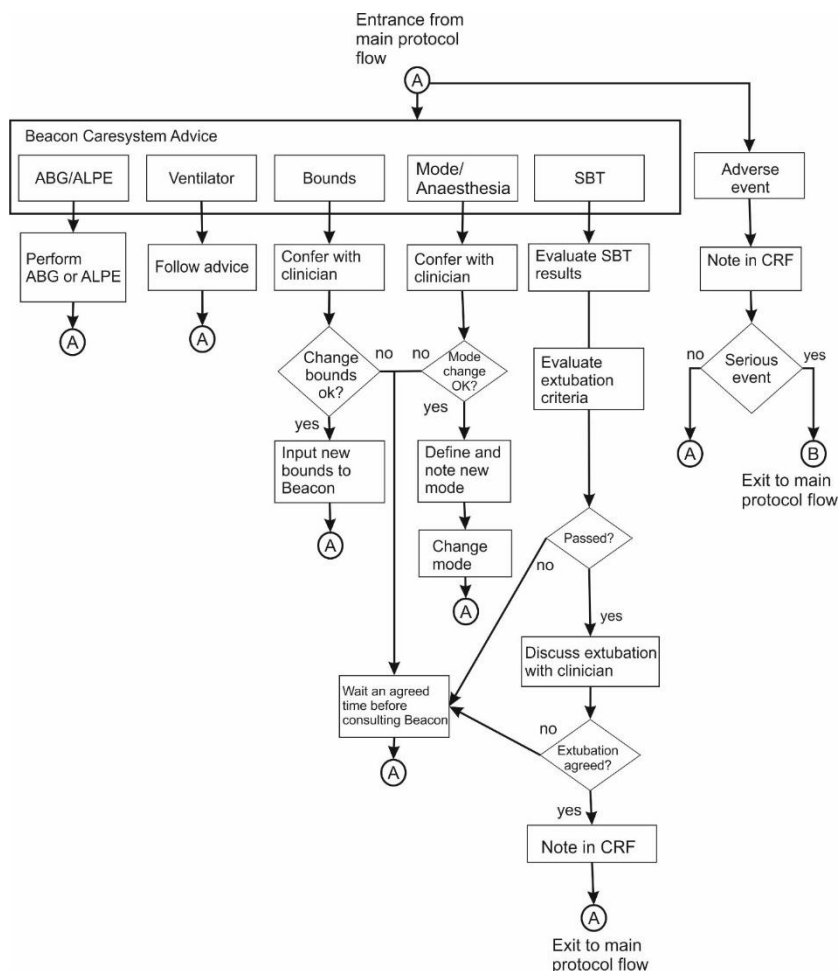 Entrance from
main protocol
flow
A
Beacon Caresystem Advice
ABG/ALPE
Ventilator
Bounds
Mode/
Anaesthesia
SBT
Adverse
event
Perform
ABG or ALPE
Follow advice
Confer with
clinician
Confer with
clinician
Evaluate SBT
results
Note in CRF
A
A
Change
bounds
ok?
no
no
Mode
change
OK?
Evaluate
extubation
criteria
no
Serious
event
yes
yes
yes
Input new
bounds to
Beacon
Define and
note new
mode
A
B
Exit to main
protocol flow
A
Change
mode
Passed?
no
A
yes
Discuss extubation
with clinician
Wait an agreed
time before
consulting Beacon
no
A
Extubation
agreed?
yes
Note in CRF
A
Exit to main
protocol flow